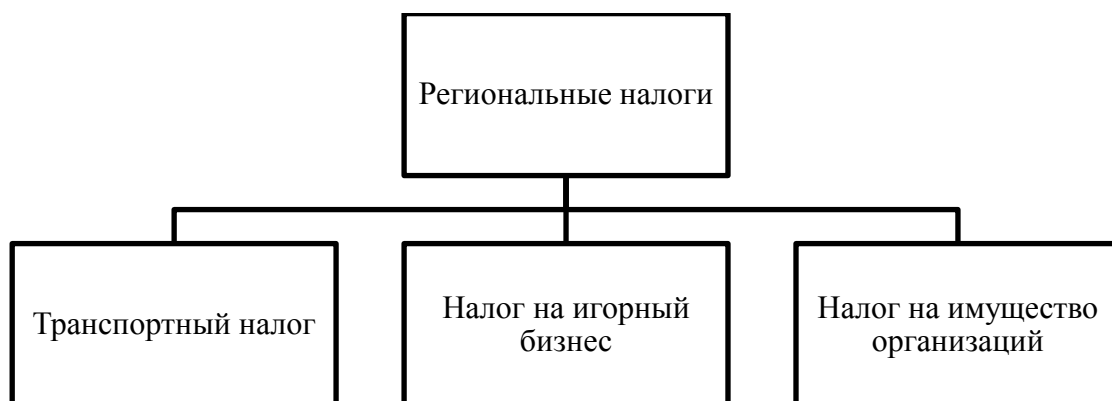 Региональные налоги
Транспортный налог
Налог на игорный
бизнес
Налог на имущество
организаций